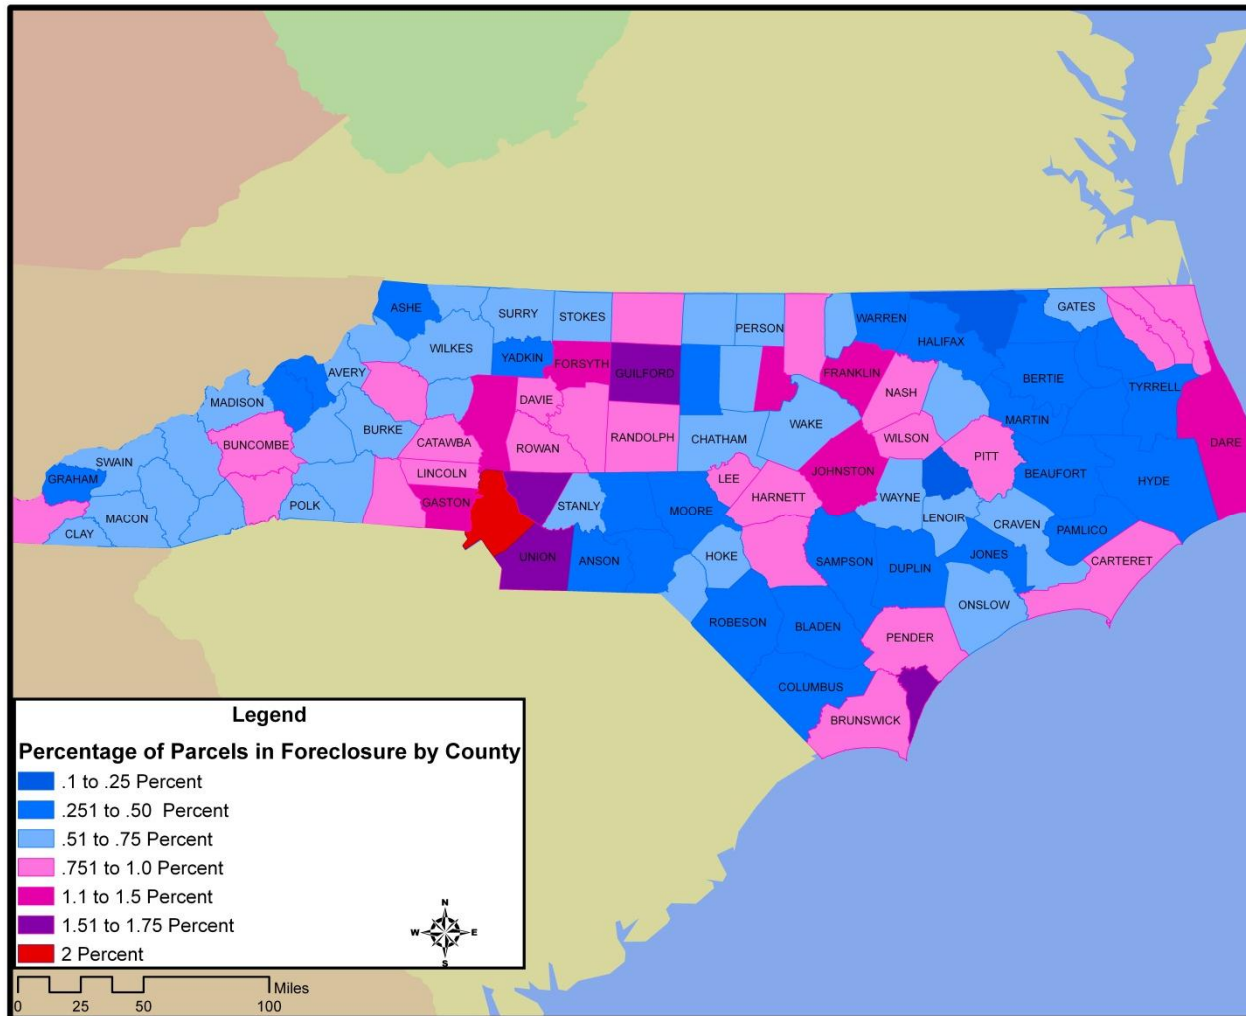 ASHE
SURRY
STOKES
PERSON
WARREN
GATES
HALIFAX
WILKES
YADKIN
FORSYTH
GUILFORD
FRANKLIN
BERTIE
AVERY
NASH
TYRRELL
MADISON
DAVIE
MARTIN
WAKE
BURKE
BUNCOMBE
CATAWBA
ROWAN
RANDOLPH
CHATHAM
WILSON
DARE
SWAIN
LINCOLN
PITT
GRAHAM
LEE
JOHNSTON
BEAUFORT
HYDE
GASTON
HARNETT
WAYNE
POLK
STANLY
MOORE
MACON
LENOIR
CRAVEN
CLAY
PAMLICO
UNION
ANSON
HOKE
SAMPSON
DUPLIN
JONES
CARTERET
ONSLOW
ROBESON
BLADEN
PENDER
COLUMBUS
BRUNSWICK
Legend
Percentage of Parcels in Foreclosure by County
.1 to .25 Percent
.251 to .50 Percent
.51 to .75 Percent
.751 to 1.0 Percent
1.1 to 1.5 Percent
1.51 to 1.75 Percent
2 Percent
N
W E
S
Miles
0 25 50 100